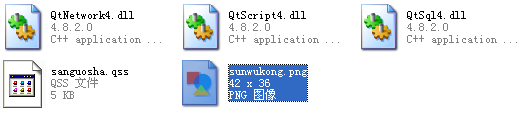 QtNetwork4.dll
4.8.2.0
C++ application ...
QtScript4.dll
4.8.2.0
C++ application ...
QtSql4.dll
4.8.2.0
C++ application ...
sanguosha.qss
QSS 文件
5 KB
sunwukong.png
42 x 36
PNG 图像